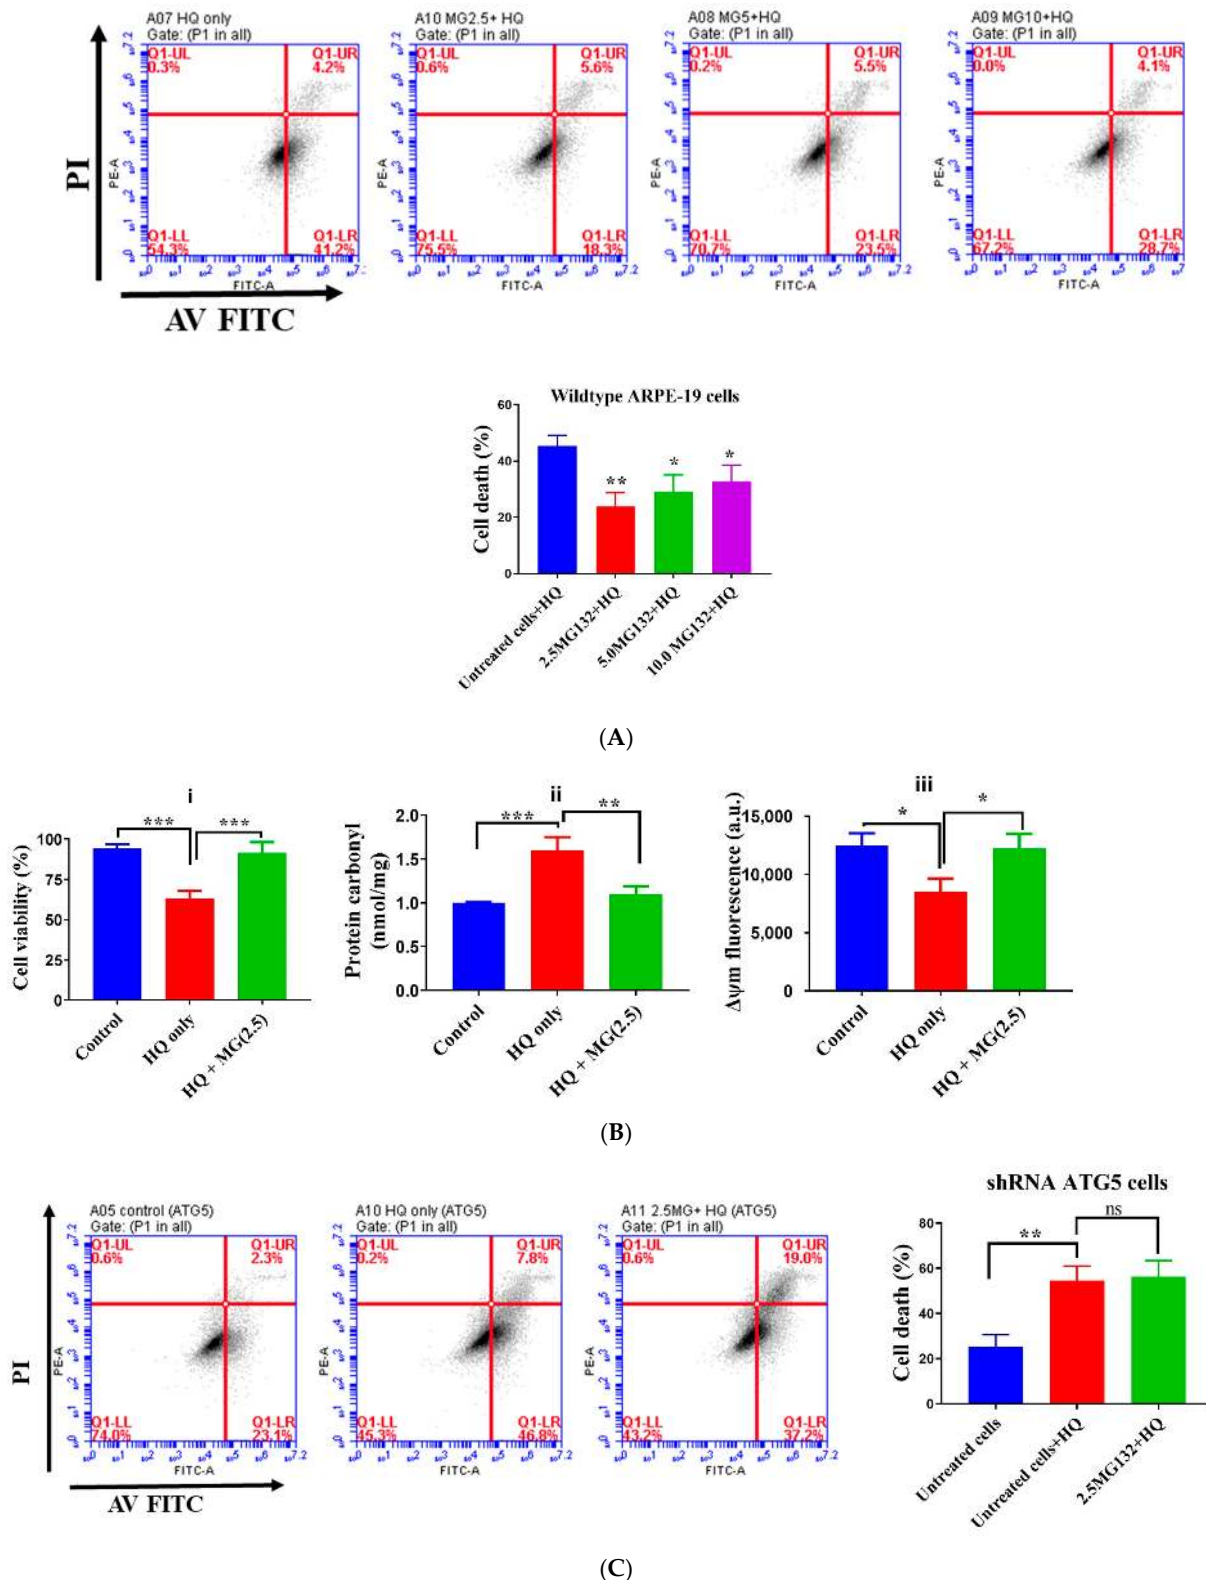 A07 HQ only
Gate: (P1 in all)
Q1-UL
0.3%
Q1-UR
4.2%
Q1-LL
54.3%
Q1-LR
41.2%
PE-A
FITC-A
A10 MG2.5+ HQ
Gate: (P1 in all)
Q1-UL
0.6%
Q1-UR
5.6%
Q1-LL
75.5%
Q1-LR
18.3%
FITC-A
A08 MG5+HQ
Gate: (P1 in all)
Q1-UL
0.2%
Q1-UR
5.5%
Q1-LL
70.7%
Q1-LR
23.5%
FITC-A
A09 MG10+HQ
Gate: (P1 in all)
Q1-UL
0.0%
Q1-UR
4.1%
Q1-LL
67.2%
Q1-LR
28.7%
FITC-A
PI
AV FITC
Wildtype ARPE-19 cells
Cell death (%)
60
40
20
0
**
*
*
Untreated cells+HQ
2.5MG132+HQ
5.0MG132+HQ
10.0 MG132+HQ
(A)
i
Cell viability (%)
100
75
50
25
0
***
***
Control
HQ only
HQ + MG(2.5)
ii
Protein carbonyl
(nmol/mg)
2.0
1.5
1.0
0.5
0.0
***
**
Control
HQ only
HQ + MG(2.5)
iii
Δψm fluorescence (a.u.)
15,000
10,000
5,000
0
*
*
Control
HQ only
HQ + MG(2.5)
(B)
A05 control (ATG5)
Gate: (P1 in all)
Q1-UL
0.6%
Q1-UR
2.3%
Q1-LL
74.0%
Q1-LR
23.1%
PE-A
FITC-A
A10 HQ only (ATG5)
Gate: (P1 in all)
Q1-UL
0.2%
Q1-UR
7.8%
Q1-LL
45.3%
Q1-LR
46.8%
PE-A
FITC-A
A11 2.5MG+ HQ (ATG5)
Gate: (P1 in all)
Q1-UL
0.6%
Q1-UR
19.0%
Q1-LL
43.2%
Q1-LR
37.2%
PE-A
FITC-A
PI
AV FITC
shRNA ATG5 cells
Cell death (%)
80
60
40
20
0
**
ns
Untreated cells
Untreated cells+HQ
2.5MG132+HQ
(C)